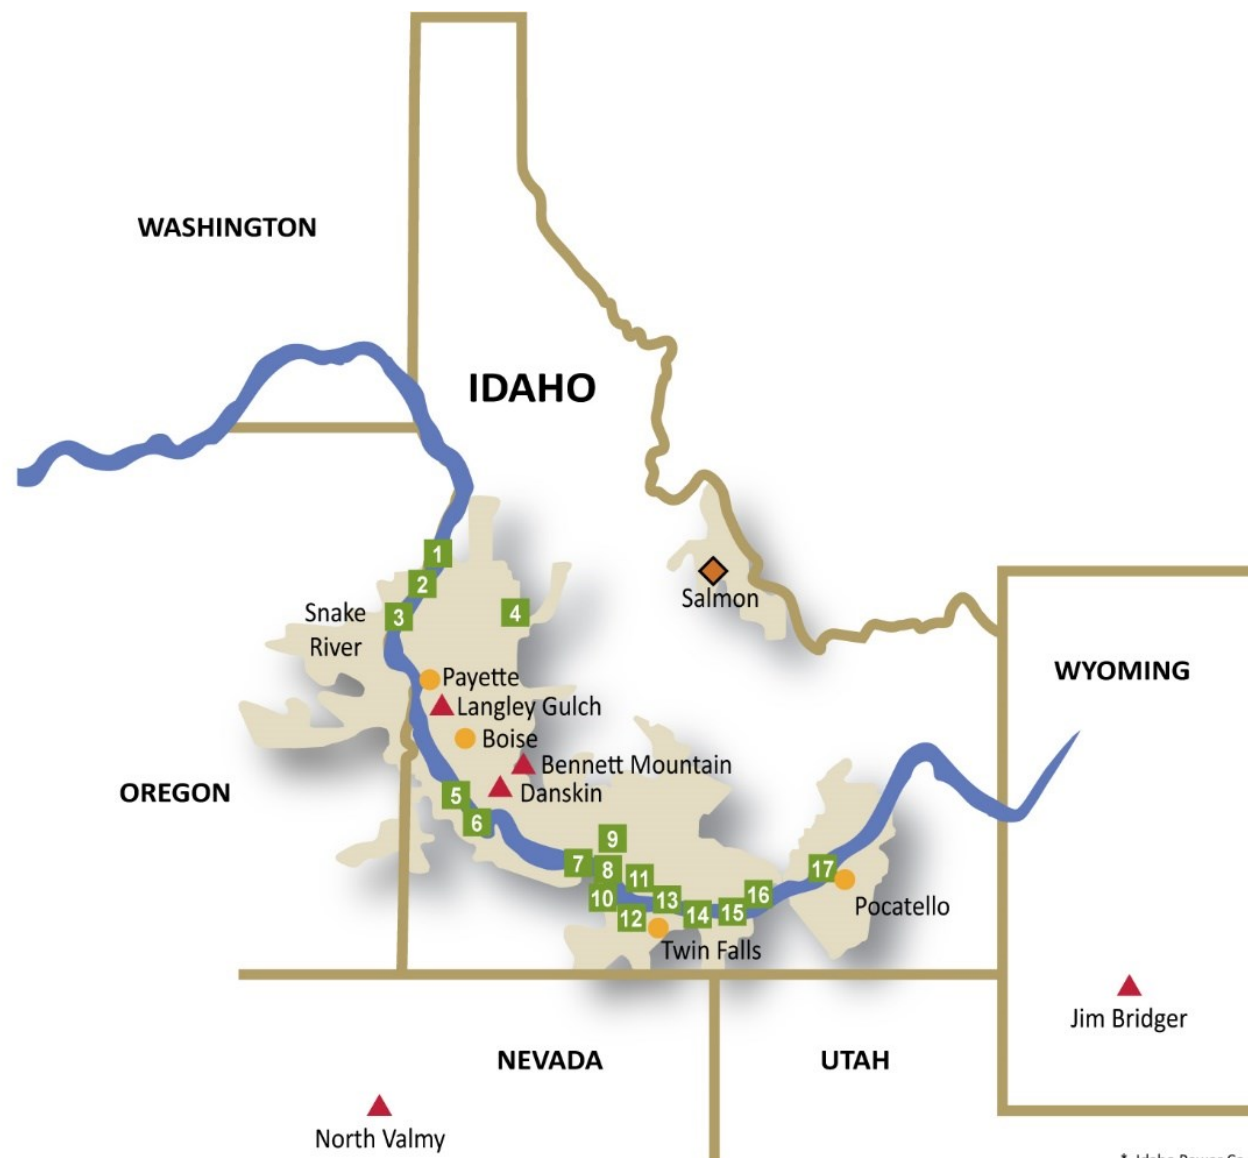 WASHINGTON
IDAHO
1
2
3
4
Snake
River
Salmon
Payette
WYOMING
Langley Gulch
Boise
Bennett Mountain
OREGON
Danskin
5
6
9
7
8
11
17
10
13
16
12
14
15
Pocatello
Twin Falls
Jim Bridger
NEVADA
UTAH
North Valmy
* Idaho Power